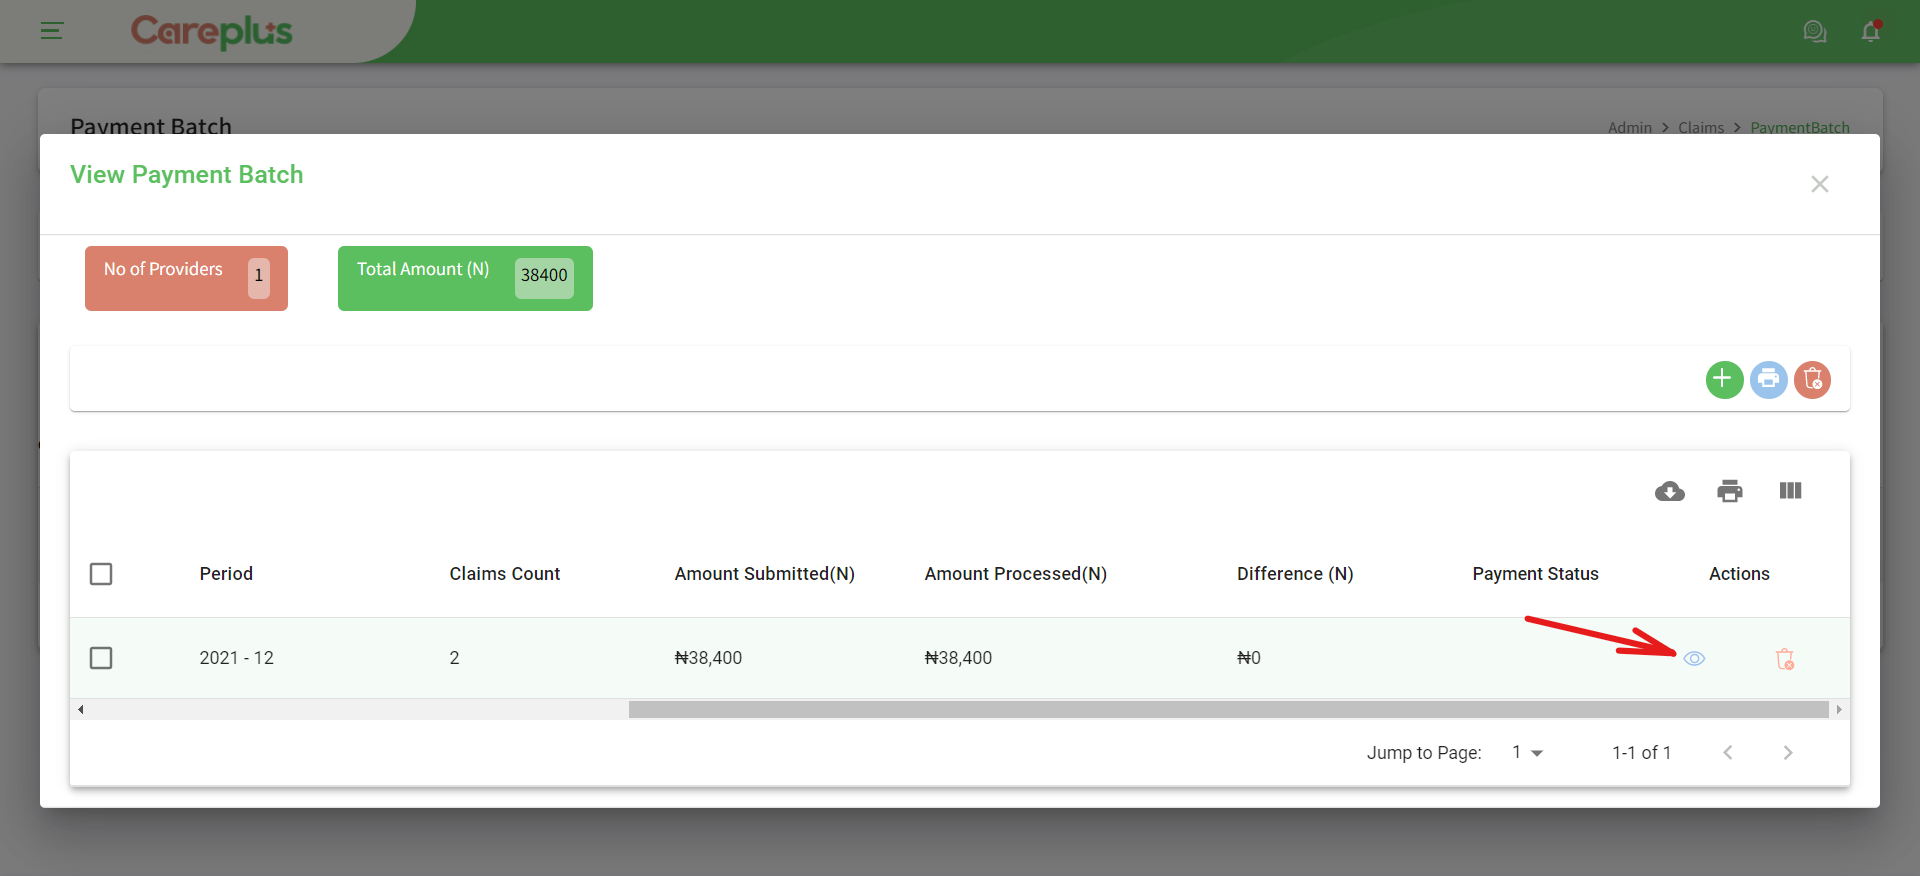 Careplus
Payment Batch
Admin > Claims > PaymentBatch
View Payment Batch
No of Providers 1
Total Amount (N) 38400
Period Claims Count Amount Submitted(N) Amount Processed(N) Difference (N) Payment Status Actions
2021 - 12 2 ₦38,400 ₦38,400 ₦0
Jump to Page: 1 1-1 of 1